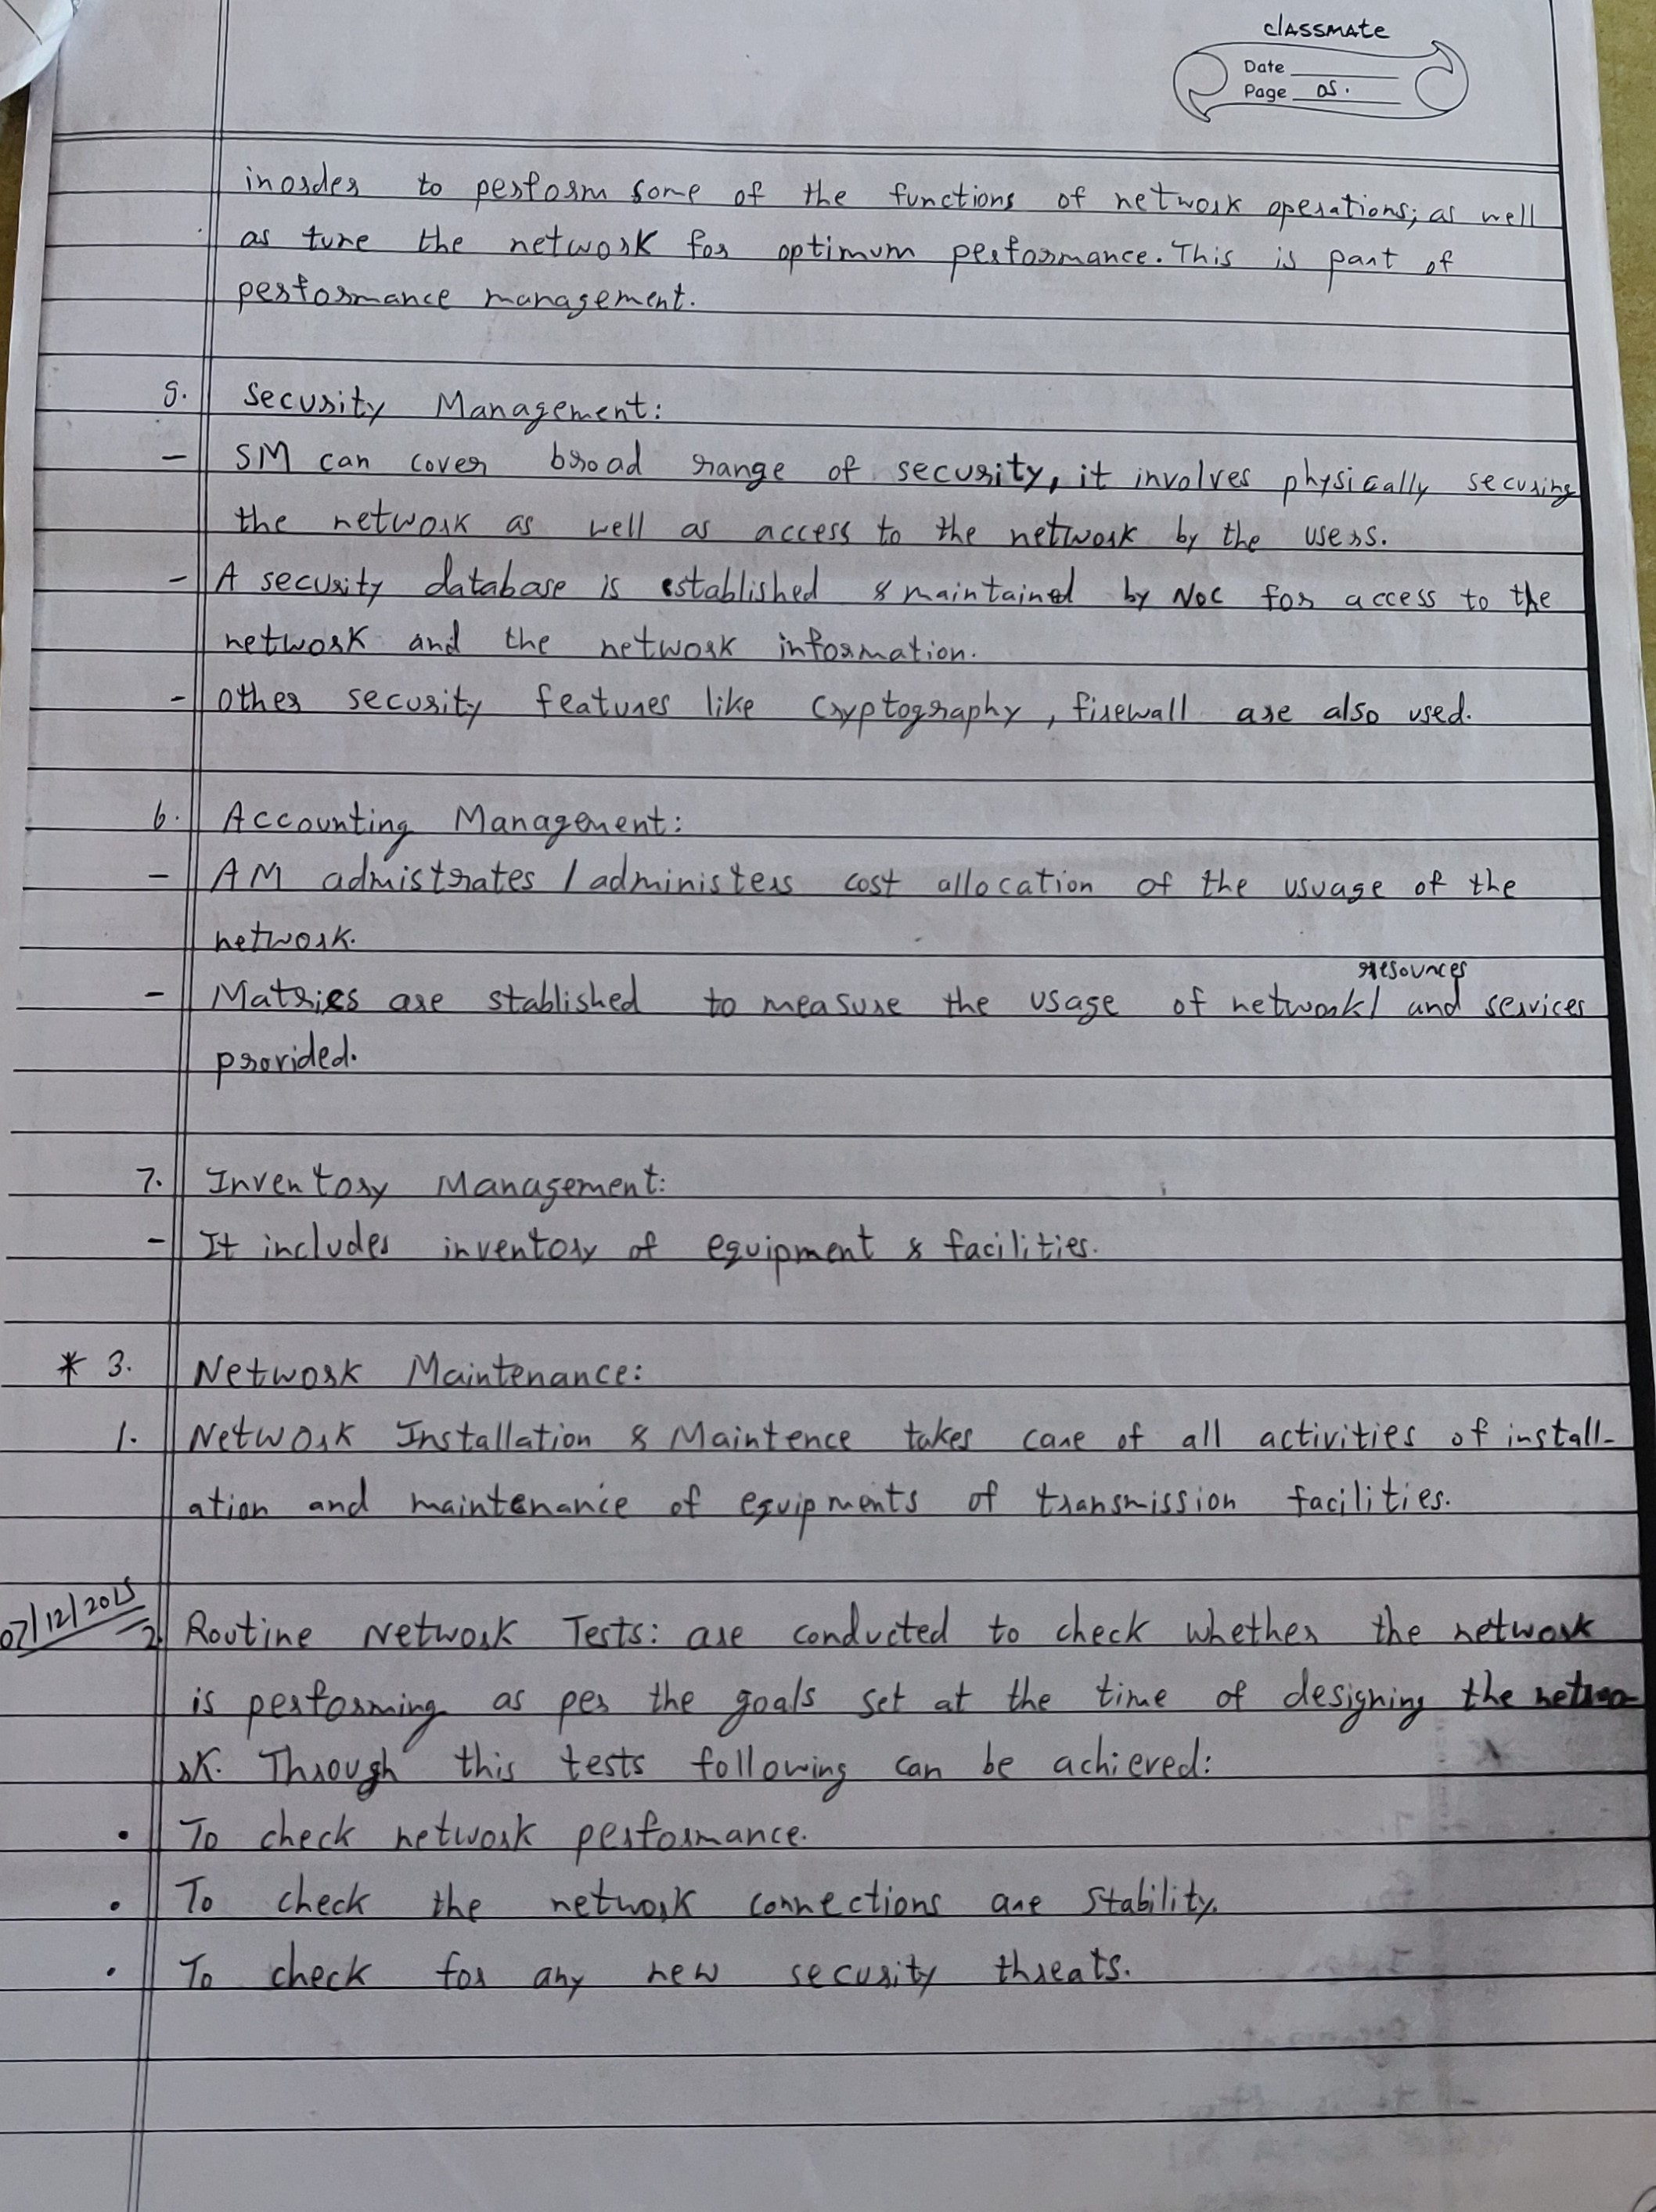 classmate
Date
Page 05.
inorder to perform some of the functions of network operations; as well
as tune the network for optimum performance. This is part of
performance management.
5. Security Management:
- SM can cover broad range of security, it involves physically securing
the network as well as access to the network by the users.
- A security database is established & maintained by NOC for access to the
network and the network information.
- Other security features like cryptography, firewall are also used.
6. Accounting Management:
- AM admistrates / administers cost allocation of the usuage of the
network.
resources
- Matrics are stablished to measure the usage of network/ and services
provided.
7. Inventory Management:
- It includes inventory of equipment & facilities.
* 3. Network Maintenance:
1. Network Installation & Maintence takes care of all activities of install-
ation and maintenance of equipments of transmission facilities.
07/12/2015
2. Routine Network Tests: are conducted to check whether the network
is performing as per the goals set at the time of designing the netwo-
rk. Through this tests following can be achieved:
• To check network performance.
• To check the network connections are stability.
• To check for any new security threats.